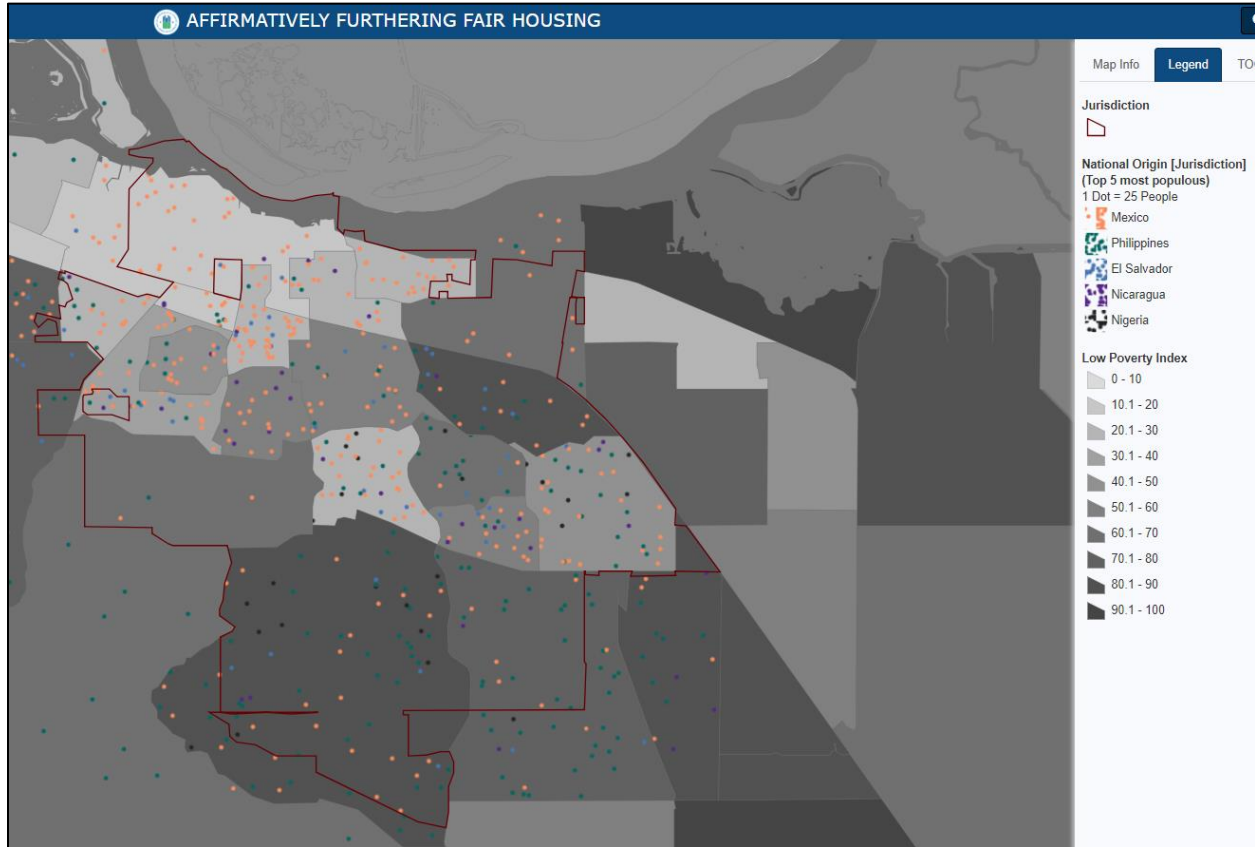 AFFIRMATIVELY FURTHERING FAIR HOUSING
Map Info
Legend
Jurisdiction
National Origin [Jurisdiction]
(Top 5 most populous)
1 Dot = 25 People
Mexico
Philippines
El Salvador
Nicaragua
Nigeria
Low Poverty Index
0 - 10
10.1 - 20
20.1 - 30
30.1 - 40
40.1 - 50
50.1 - 60
60.1 - 70
70.1 - 80
80.1 - 90
90.1 - 100